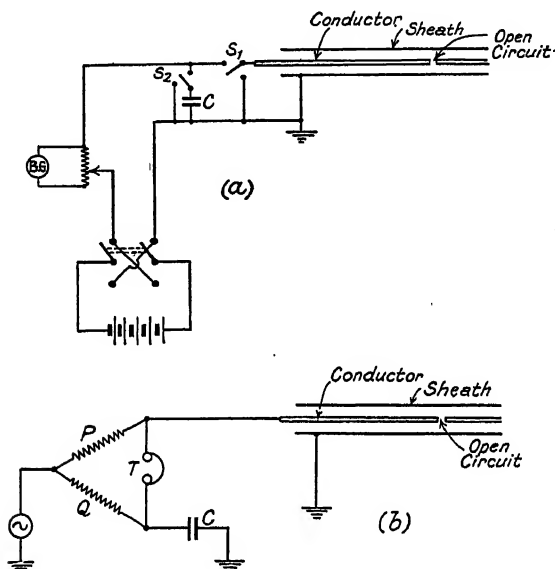 Conductor
Sheath
Open
Circuit
S1
S2
C
B.G
(a)
Conductor
Sheath
Open
Circuit
P
T
Q
C
(b)